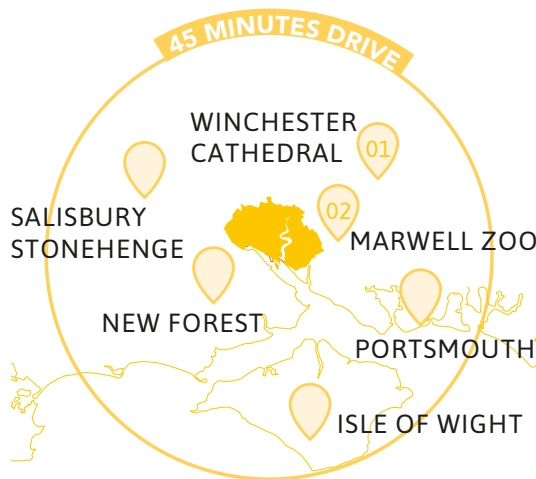 45 MINUTES DRIVE
WINCHESTER
CATHEDRAL
01
02
SALISBURY
STONEHENGE
MARWELL ZOO
NEW FOREST
PORTSMOUTH
ISLE OF WIGHT